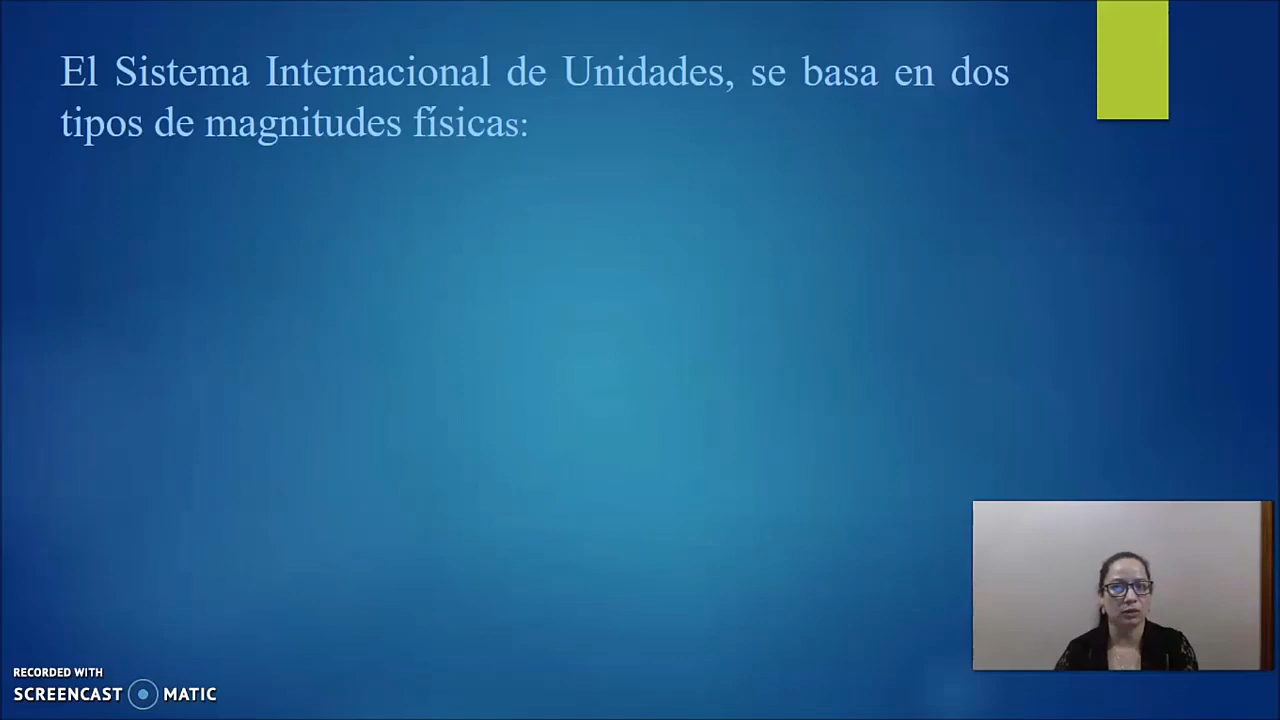 El Sistema Internacional de Unidades, se basa en dos
tipos de magnitudes físicas:
RECORDED WITH
SCREENCAST MATIC